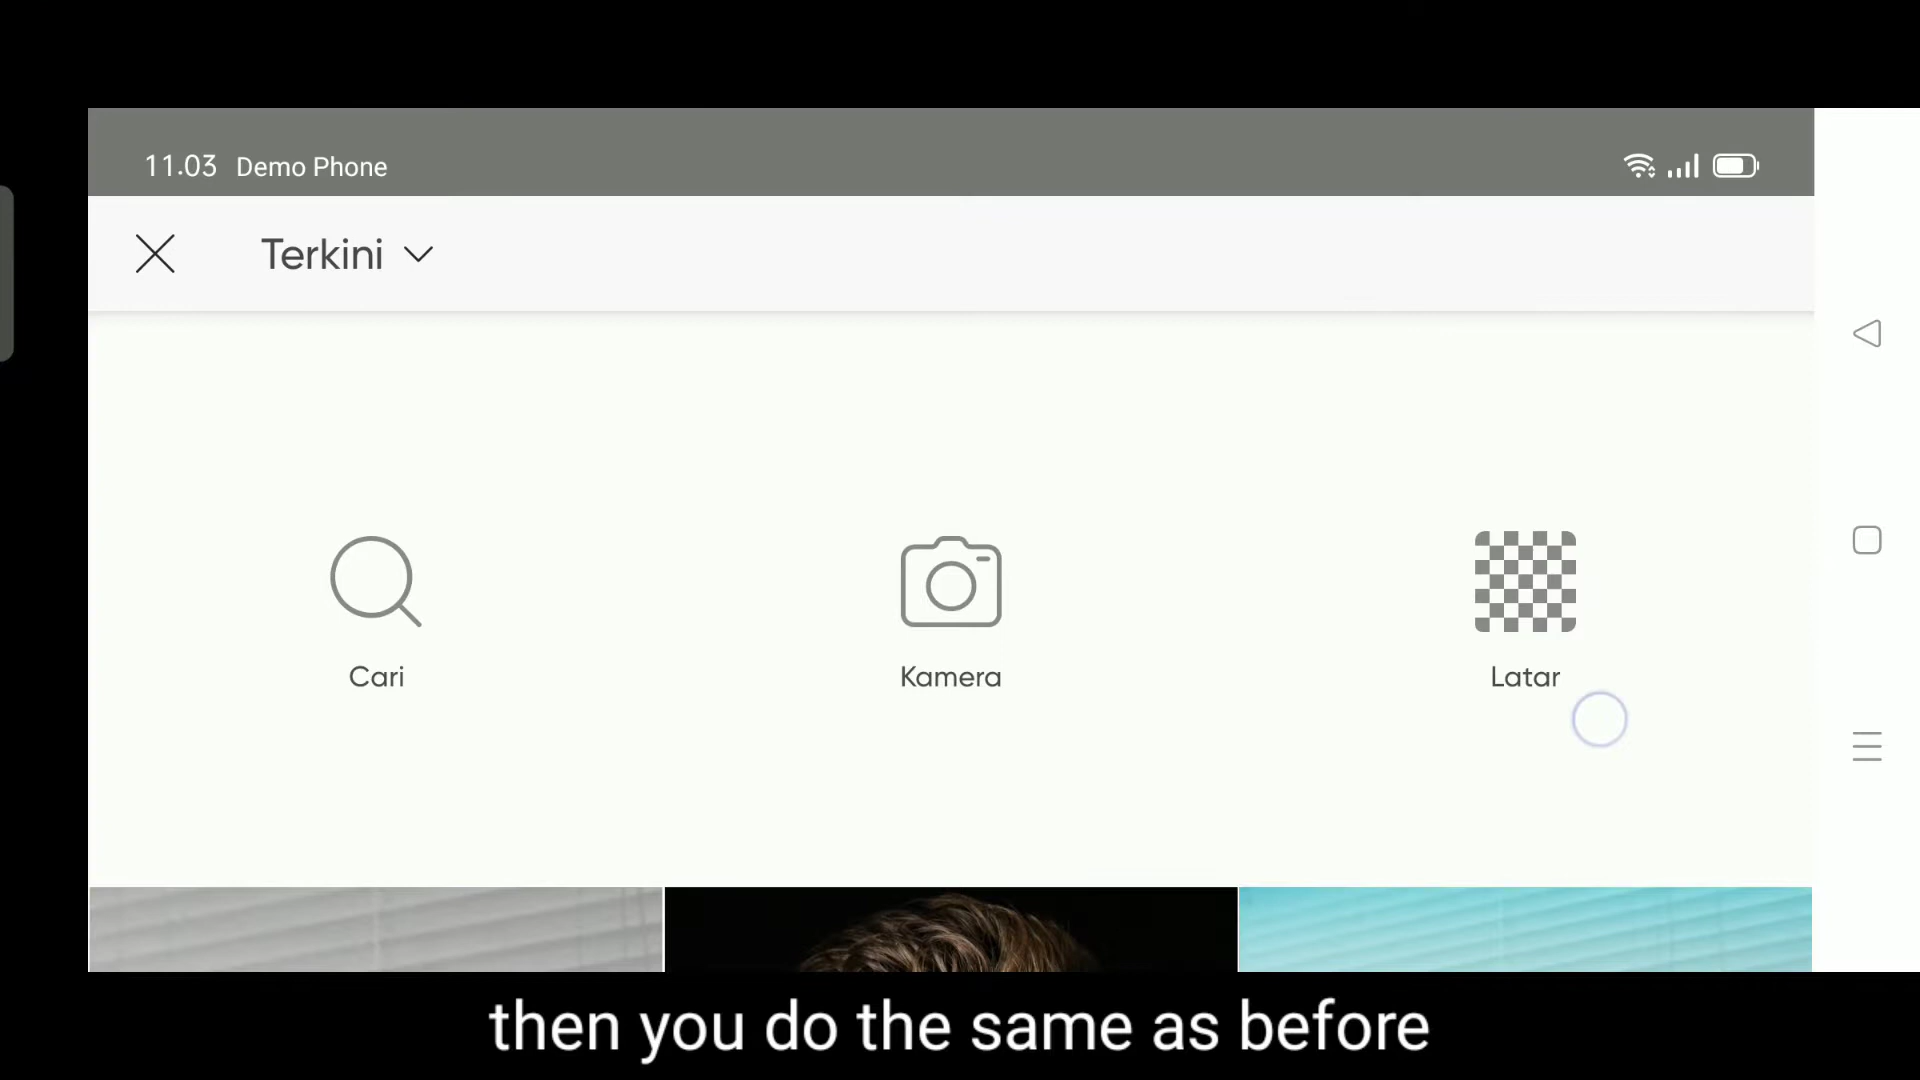 11.03 Demo Phone
Terkini
Cari
Kamera
Latar
then you do the same as before